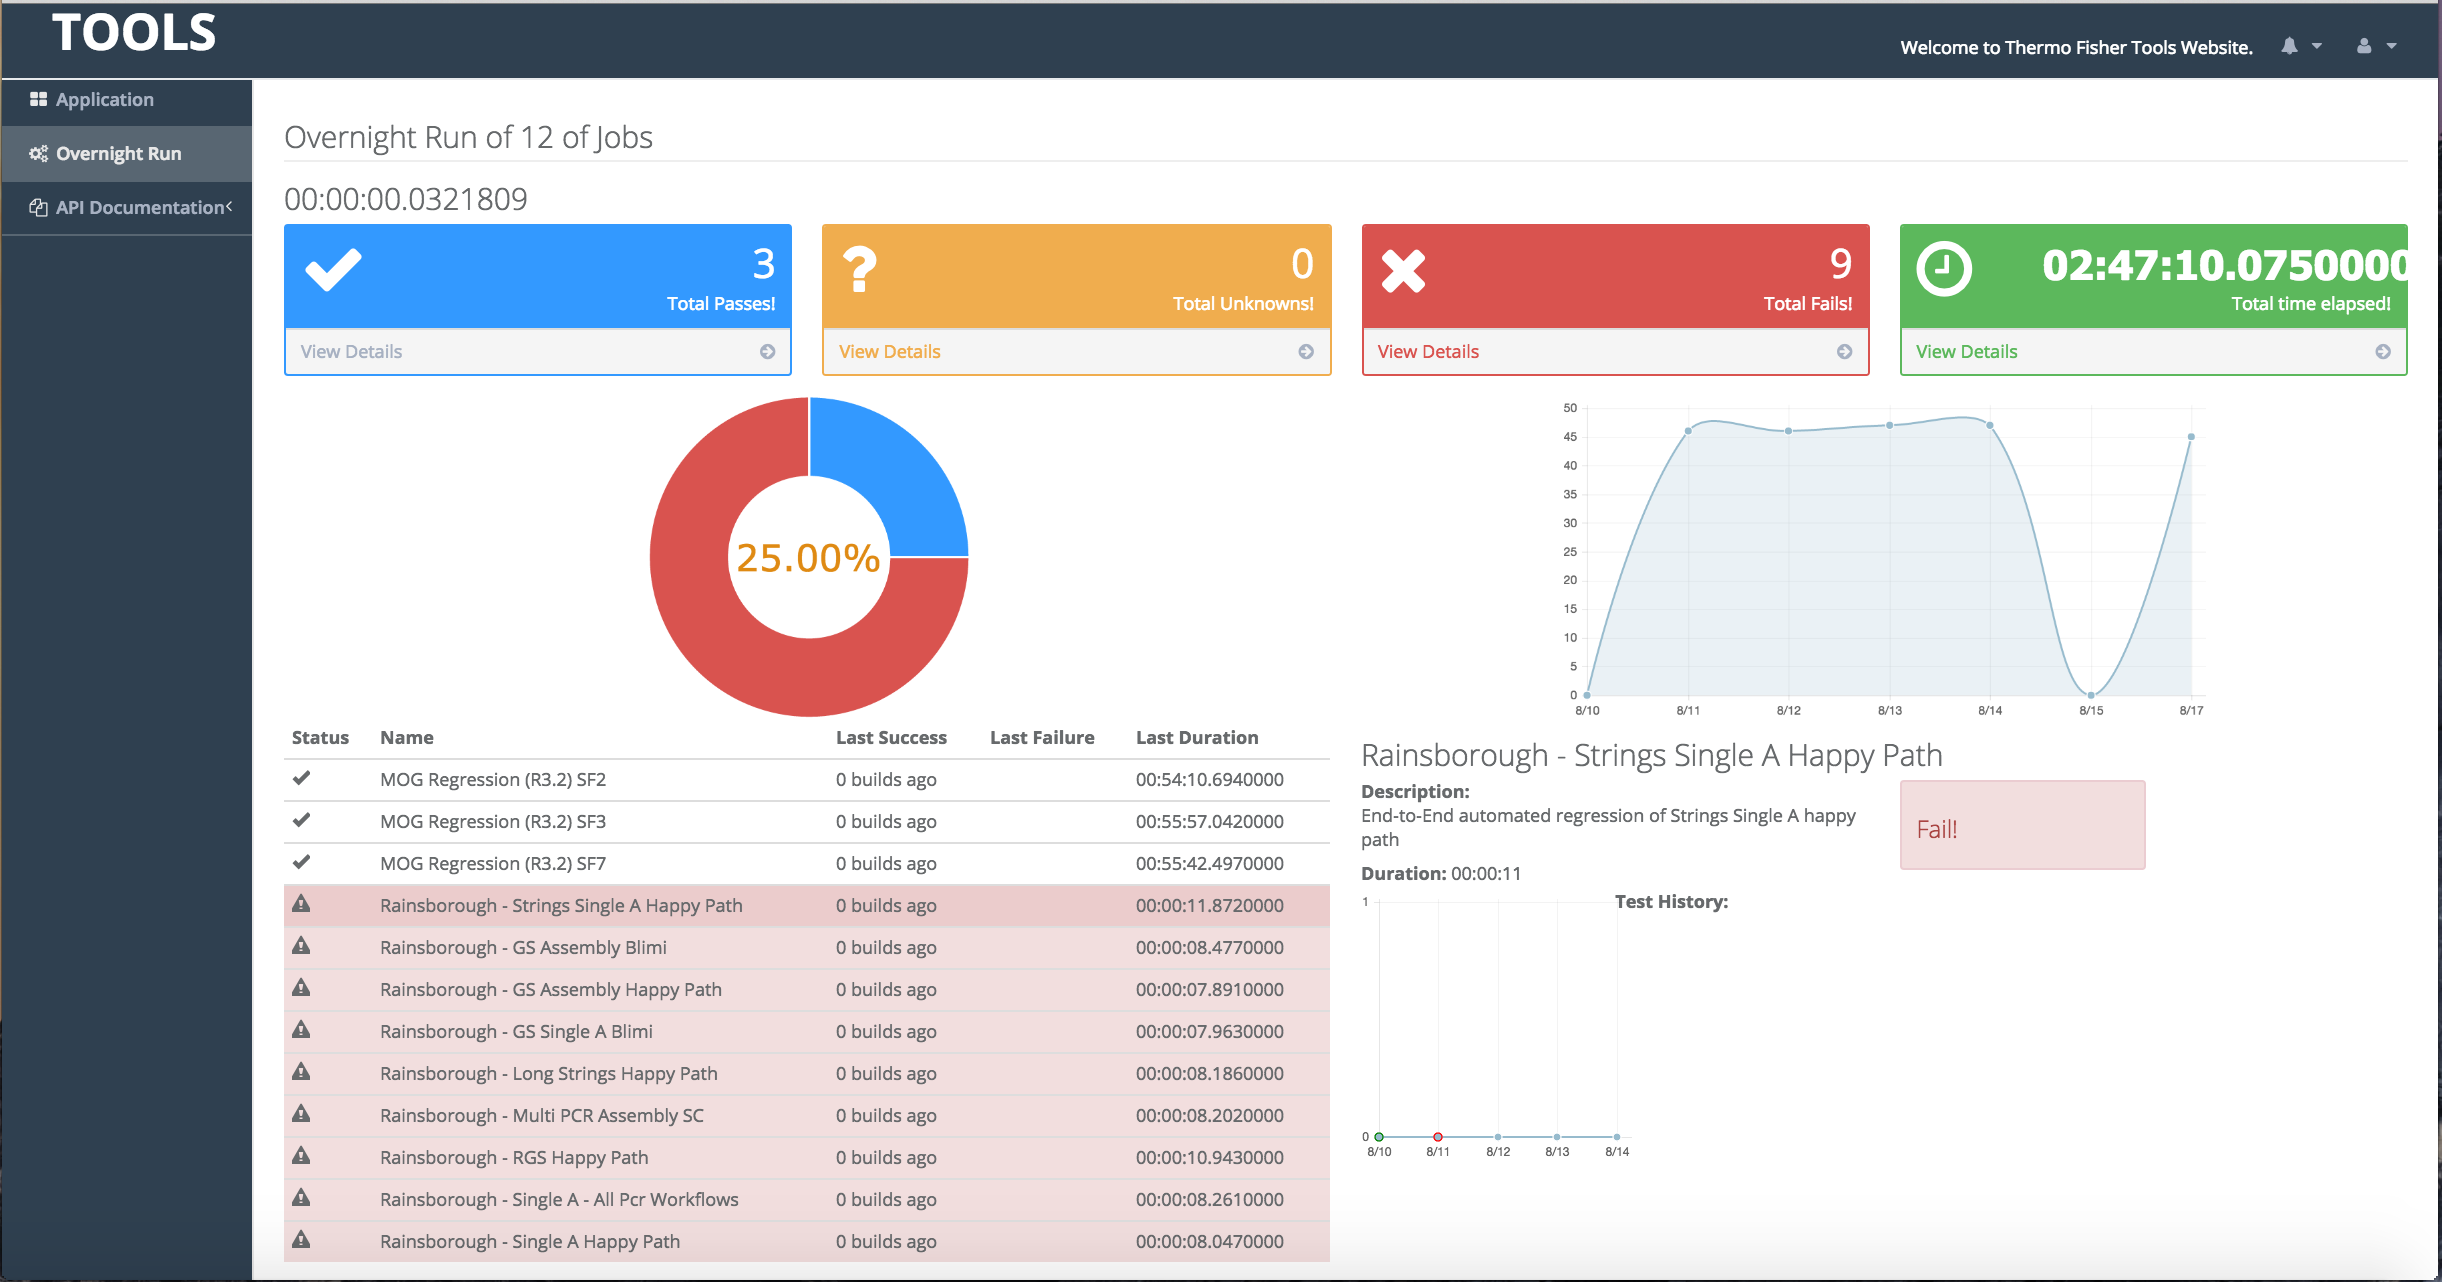 TOOLS
Welcome to Thermo Fisher Tools Website.
Application
Overnight Run
API Documentation
Overnight Run of 12 of Jobs
00:00:00.0321809
3
Total Passes!
View Details
0
Total Unknowns!
View Details
9
Total Fails!
View Details
02:47:10.0750000
Total time elapsed!
View Details
25.00%
50
45
40
35
30
25
20
15
10
5
0
8/10 8/11 8/12 8/13 8/14 8/15 8/17
Status Name Last Success Last Failure Last Duration
MOG Regression (R3.2) SF2 0 builds ago 00:54:10.6940000
MOG Regression (R3.2) SF3 0 builds ago 00:55:57.0420000
MOG Regression (R3.2) SF7 0 builds ago 00:55:42.4970000
Rainsborough - Strings Single A Happy Path 0 builds ago 00:00:11.8720000
Rainsborough - GS Assembly Blimi 0 builds ago 00:00:08.4770000
Rainsborough - GS Assembly Happy Path 0 builds ago 00:00:07.8910000
Rainsborough - GS Single A Blimi 0 builds ago 00:00:07.9630000
Rainsborough - Long Strings Happy Path 0 builds ago 00:00:08.1860000
Rainsborough - Multi PCR Assembly SC 0 builds ago 00:00:08.2020000
Rainsborough - RGS Happy Path 0 builds ago 00:00:10.9430000
Rainsborough - Single A - All Pcr Workflows 0 builds ago 00:00:08.2610000
Rainsborough - Single A Happy Path 0 builds ago 00:00:08.0470000
Rainsborough - Strings Single A Happy Path
Description:
End-to-End automated regression of Strings Single A happy
path
Fail!
Duration: 00:00:11
Test History:
1
0
8/10 8/11 8/12 8/13 8/14